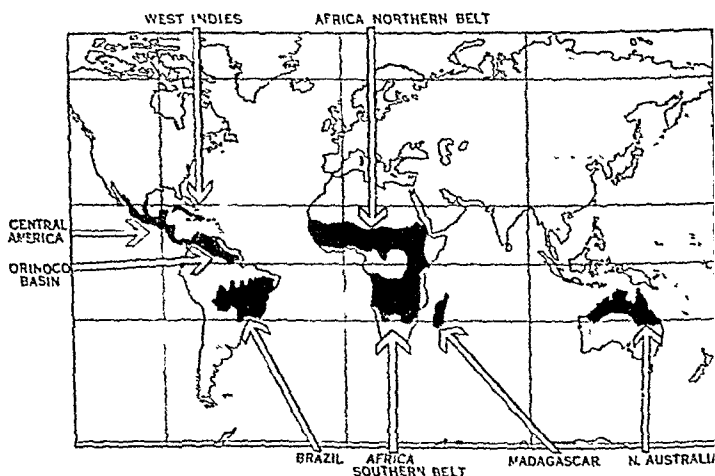 WEST INDIES
AFRICA NORTHERN BELT
CENTRAL
AMERICA
ORINOCO
BASIN
BRAZIL
AFRICA
SOUTHERN BELT
MADAGASCAR
N. AUSTRALIA